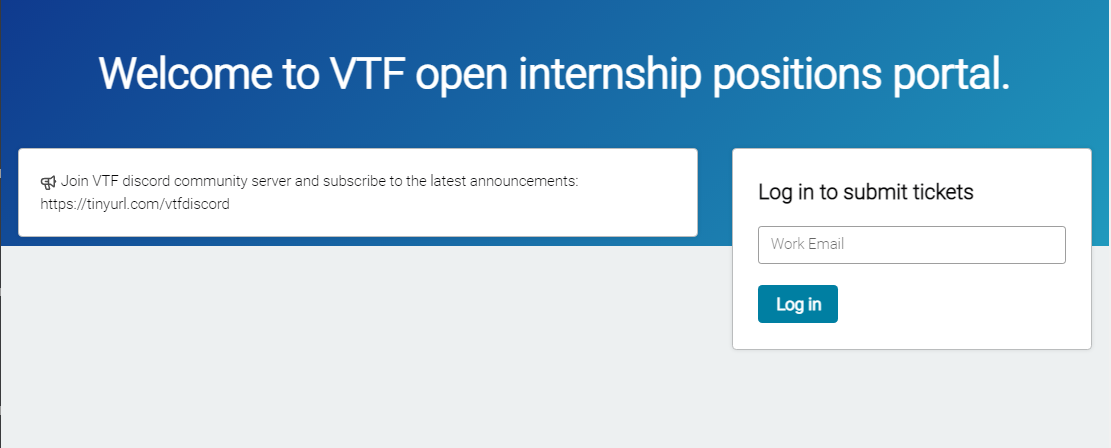 Welcome to VTF open internship positions portal.
Join VTF discord community server and subscribe to the latest announcements:
https://tinyurl.com/vtfdiscord
Log in to submit tickets
Work Email
Log in